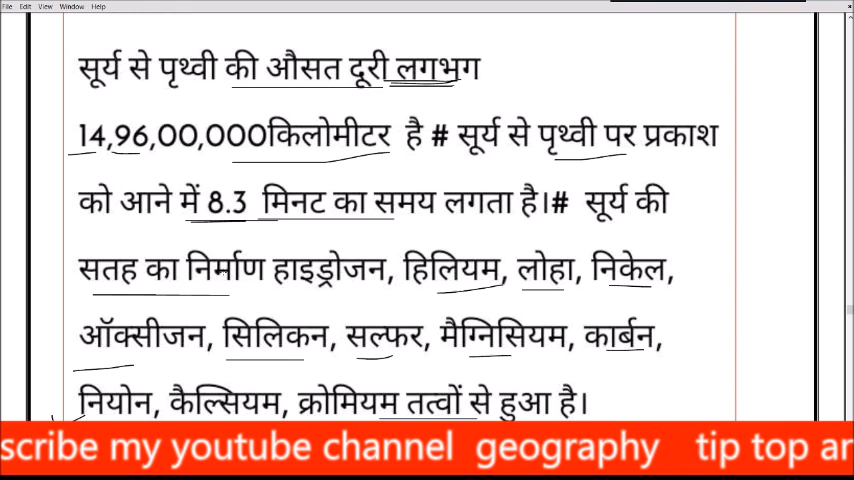 File Edit View Window Help
सूर्य से पृथ्वी की औसत दूरी लगभग
14,96,00,000किलोमीटर है # सूर्य से पृथ्वी पर प्रकाश
को आने में 8.3 मिनट का समय लगता है।# सूर्य की
सतह का निर्माण हाइड्रोजन, हिलियम, लोहा, निकेल,
ऑक्सीजन, सिलिकन, सल्फर, मैग्निसियम, कार्बन,
नियोन, कैल्सियम, क्रोमियम तत्वों से हुआ है।
scribe my youtube channel geography tip top ar